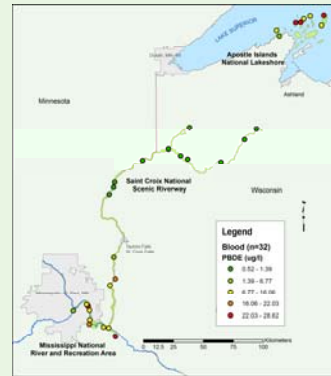 LAKE SUPERIOR
Apostle Islands
National Lakeshore
Ashland
Minnesota
Saint Croix National
Scenic Riverway
Wisconsin
Legend
Blood (n=32)
PBDE (ug/l)
0.52 - 1.39
1.39 - 6.77
6.77 - 16.06
16.06 - 22.03
22.03 - 28.62
Mississippi National
River and Recreation Area
Kilometers
0 12.5 25 50 75 100